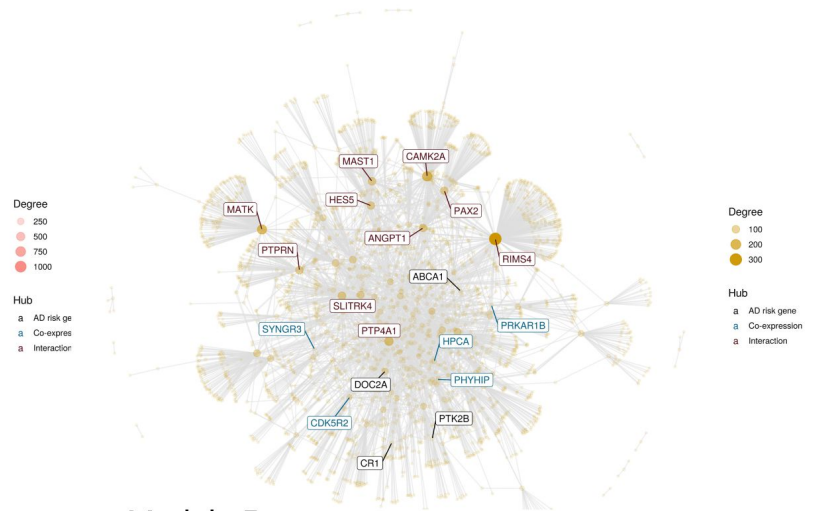 MAST1
CAMK2A
HES5
MATK
PAX2
ANGPT1
PTPRN
RIMS4
ABCA1
SLITRK4
SYNGR3
PTP4A1
PRKAR1B
HPCA
DOC2A
PHYHIP
CDK5R2
PTK2B
CR1
Degree
250
500
750
1000
Hub
a AD risk ge
a Co-expres
a Interaction
Degree
100
200
300
Hub
a AD risk gene
a Co-expression
a Interaction